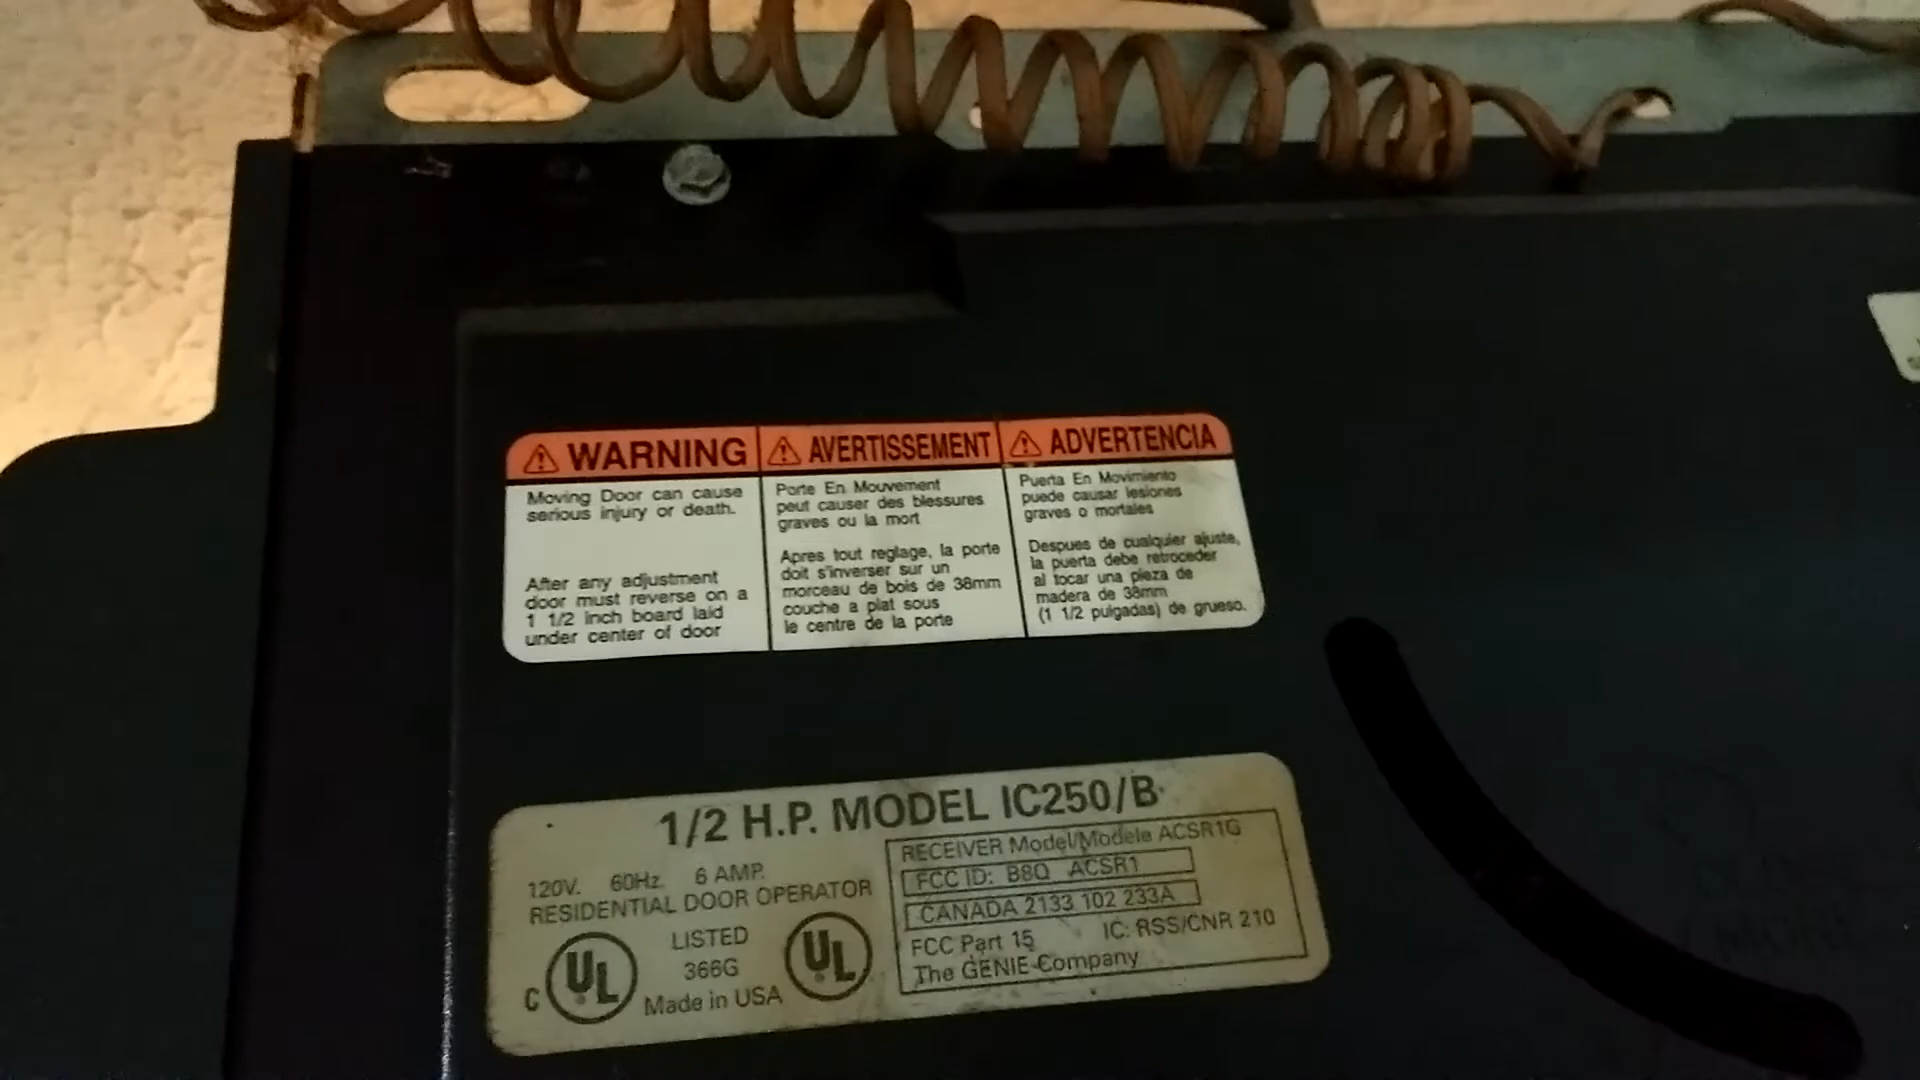 WARNING
Moving Door can cause
serious injury or death.
After any adjustment
door must reverse on a
1 1/2 inch board laid
under center of door
AVERTISSEMENT
Porte En Mouvement
peut causer des blessures
graves ou la mort
Apres tout reglage, la porte
doit s'inverser sur un
morceau de bois de 38mm
couche a plat sous
le centre de la porte
ADVERTENCIA
Puerta En Movimiento
puede causar lesiones
graves o mortales
Despues de cualquier ajuste,
la puerta debe retroceder
al tocar una pieza de
madera de 38mm
(1 1/2 pulgadas) de grueso.
1/2 H.P. MODEL IC250/B
120V. 60Hz. 6 AMP.
RESIDENTIAL DOOR OPERATOR
C UL
LISTED
366G
Made in USA
UL
RECEIVER Model/Modele ACSR1G
FCC ID: B8Q ACSR1
CANADA 2133 102 233A
FCC Part 15 IC: RSS/CNR 210
The GENIE Company